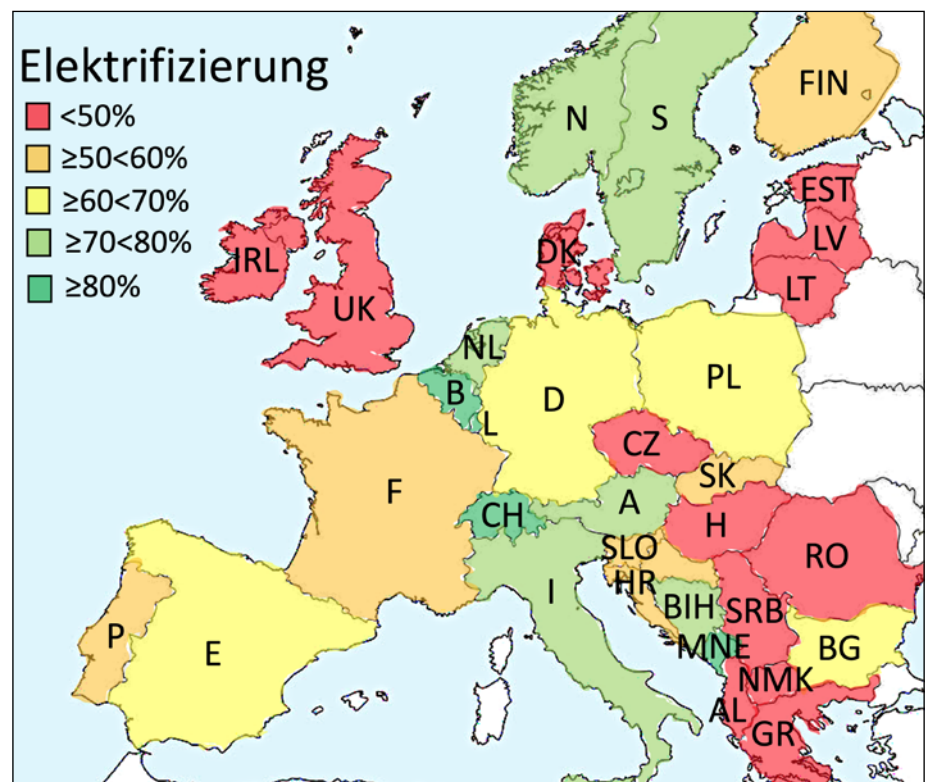 Elektrifizierung
<50%
≥50<60%
≥60<70%
≥70<80%
≥80%
FIN
N
S
EST
LV
LT
DK
IRL
UK
NL
B
L
D
PL
CZ
SK
F
CH
A
H
RO
SLO
HR
I
BIH
SRB
P
E
MNE
BG
NMK
AL
GR